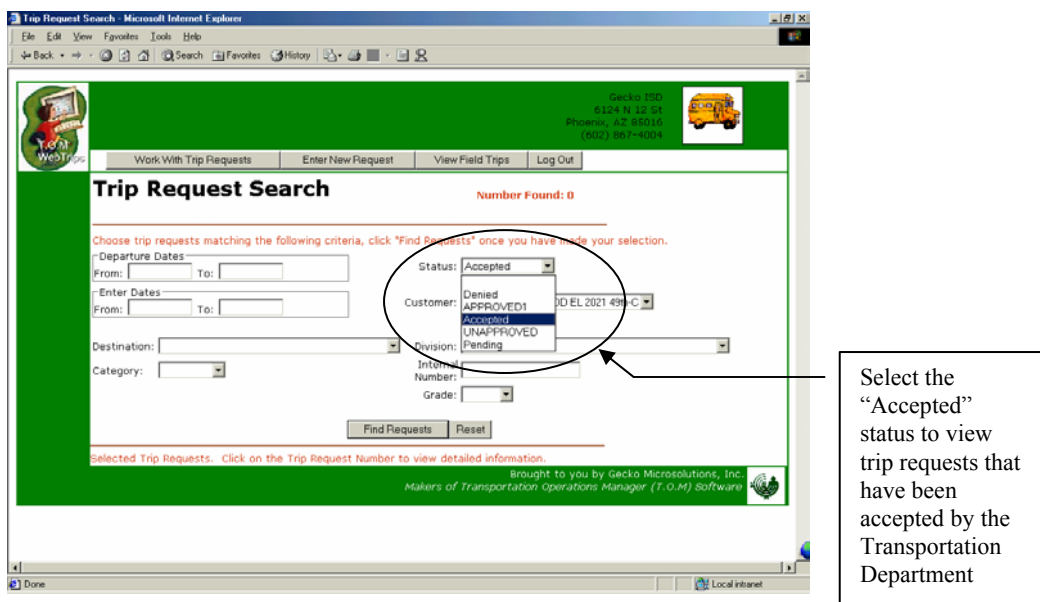 Trip Request Search - Microsoft Internet Explorer
File Edit View Favorites Tools Help
Back Search Favorites History
Gecko ISD
6124 N 12 St
Phoenix, AZ 85016
(602) 867-4004
T.O.M
WebTrips
Work With Trip Requests Enter New Request View Field Trips Log Out
Trip Request Search
Number Found: 0
Choose trip requests matching the following criteria, click "Find Requests" once you have made your selection.
Departure Dates
From: To:
Status: Accepted
Enter Dates
From: To:
Customer: OD EL 2021 49th-C
Denied
APPROVED1
Accepted
UNAPPROVED
Pending
Destination: Division:
Category:
Internal
Number:
Grade:
Find Requests Reset
Selected Trip Requests. Click on the Trip Request Number to view detailed information.
Brought to you by Gecko Microsolutions, Inc.
Makers of Transportation Operations Manager (T.O.M) Software
Done Local intranet
Select the
“Accepted”
status to view
trip requests that
have been
accepted by the
Transportation
Department